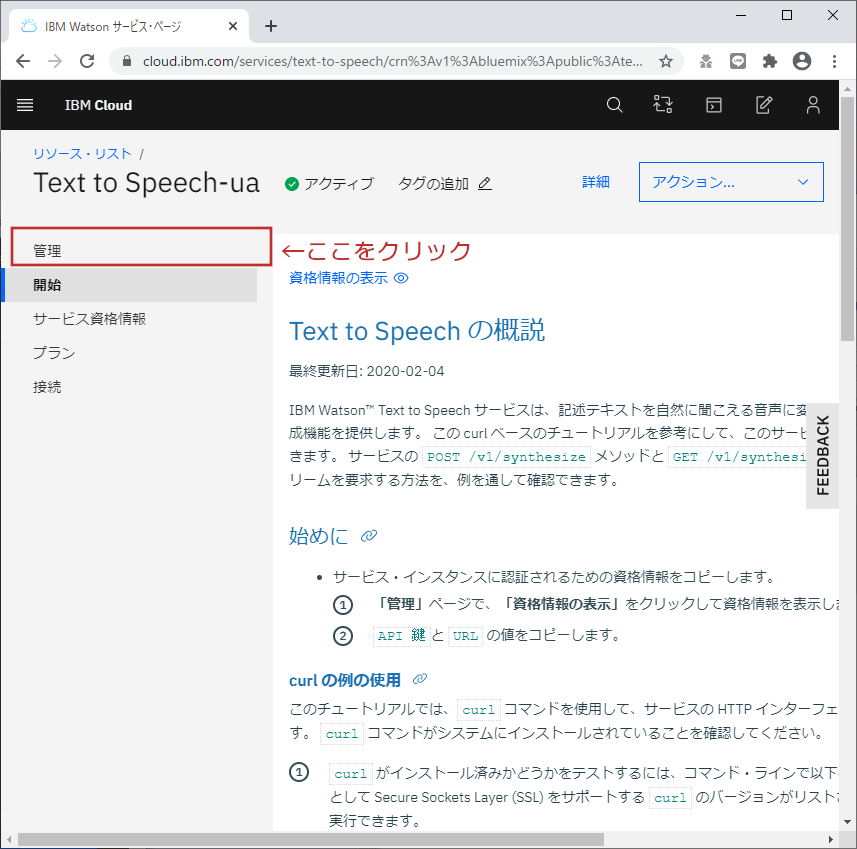 IBM Watson サービス・ページ
cloud.ibm.com/services/text-to-speech/crn%3Av1%3Abluemix%3Apublic%3Ate...
IBM Cloud
リソース・リスト /
Text to Speech-ua アクティブ タグの追加 詳細 アクション...
管理
←ここをクリック
開始
サービス資格情報
プラン
接続
資格情報の表示
Text to Speech の概説
最終更新日: 2020-02-04
IBM Watson™ Text to Speech サービスは、記述テキストを自然に聞こえる音声に変
成機能を提供します。 この curl ベースのチュートリアルを参考にして、このサービ
きます。 サービスの POST /v1/synthesize メソッドと GET /v1/synthesi
リームを要求する方法を、例を通して確認できます。
FEEDBACK
始めに
• サービス・インスタンスに認証されるための資格情報をコピーします。
1 「管理」ページで、「資格情報の表示」をクリックして資格情報を表示しま
2 API 鍵 と URL の値をコピーします。
curl の例の使用
このチュートリアルでは、 curl コマンドを使用して、サービスの HTTP インターフェ
す。 curl コマンドがシステムにインストールされていることを確認してください。
1 curl がインストール済みかどうかをテストするには、コマンド・ラインで以下
として Secure Sockets Layer (SSL) をサポートする curl のバージョンがリスト
実行できます。